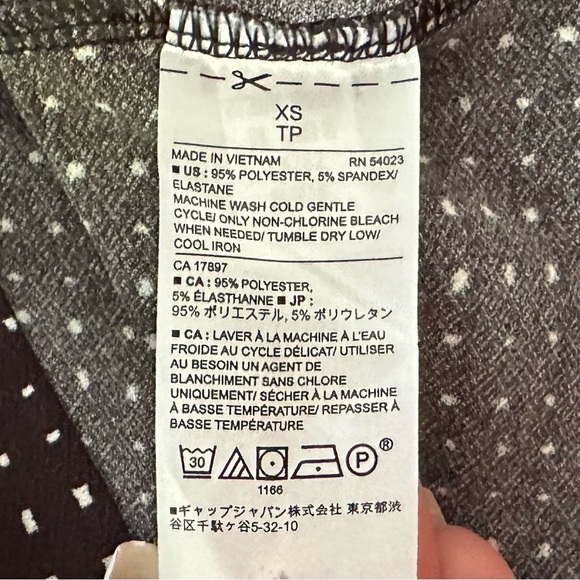 XS
TP
MADE IN VIETNAM RN 54023
■ US : 95% POLYESTER, 5% SPANDEX/
ELASTANE
MACHINE WASH COLD GENTLE
CYCLE/ ONLY NON-CHLORINE BLEACH
WHEN NEEDED/ TUMBLE DRY LOW/
COOL IRON
CA 17897
■ CA : 95% POLYESTER,
5% ÉLASTHANNE ■ JP :
95% ポリエステル, 5% ポリウレタン
■ CA : LAVER À LA MACHINE À L'EAU
FROIDE AU CYCLE DÉLICAT/ UTILISER
AU BESOIN UN AGENT DE
BLANCHIMENT SANS CHLORE
UNIQUEMENT/ SÉCHER À LA MACHINE
À BASSE TEMPÉRATURE/ REPASSER À
BASSE TEMPÉRATURE
30 P ®
1166
■ギャップジャパン株式会社 東京都渋
谷区千駄ヶ谷5-32-10